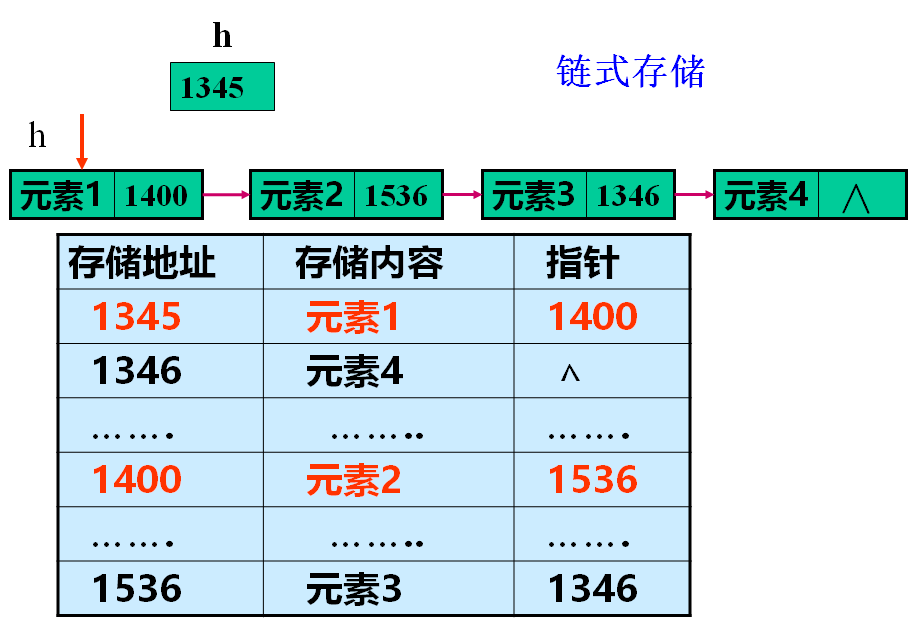 h
1345
链式存储
h
元素1 1400 元素2 1536 元素3 1346 元素4 ∧
存储地址 存储内容 指针
1345 元素1 1400
1346 元素4 ∧
……. …….. …….
1400 元素2 1536
……. …….. …….
1536 元素3 1346